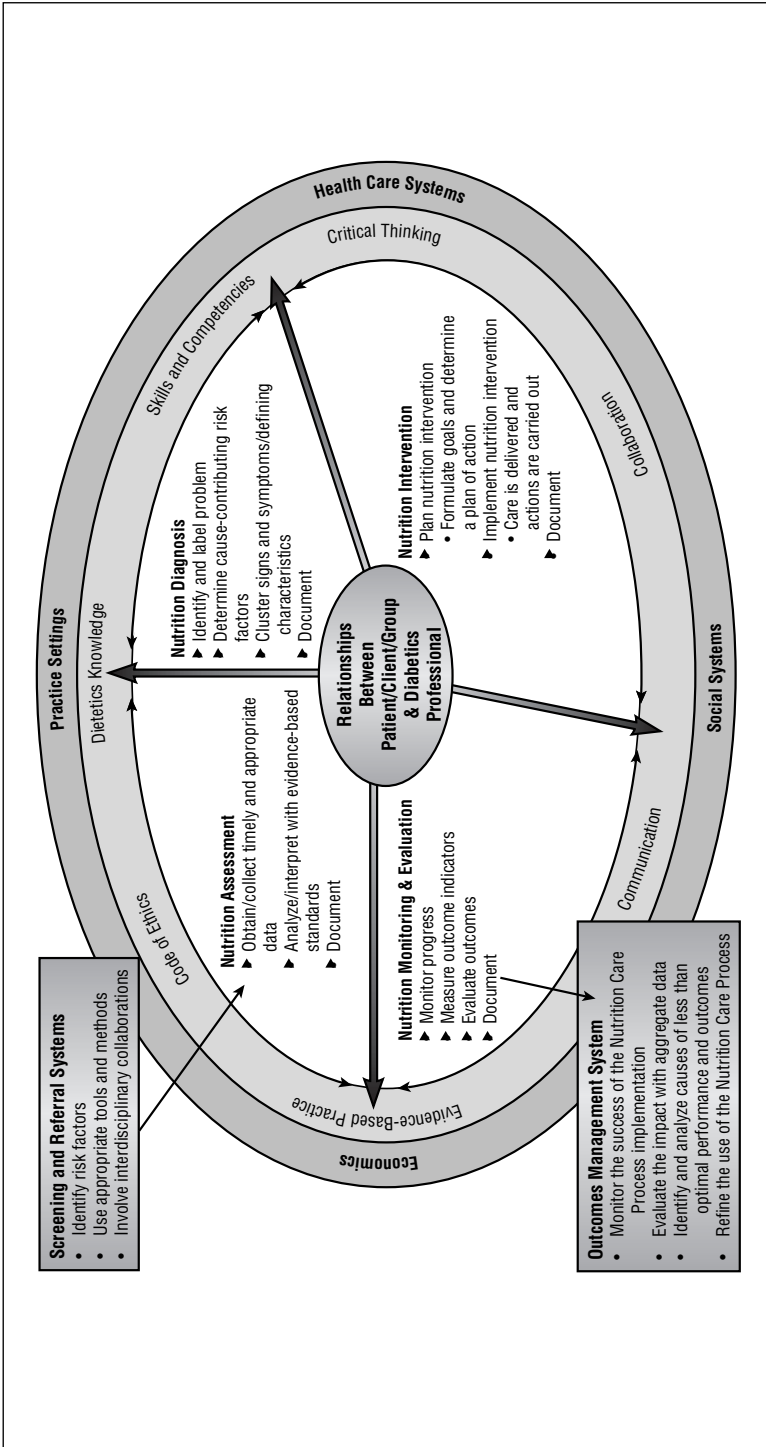 Practice Settings
Dietetics Knowledge
Skills and Competencies
Critical Thinking
Health Care Systems
Collaboration
Social Systems
Communication
Evidence-Based Practice
Economics
Code of Ethics
Screening and Referral Systems
• Identify risk factors
• Use appropriate tools and methods
• Involve interdisciplinary collaborations
Nutrition Assessment
Obtain/collect timely and appropriate
data
Analyze/interpret with evidence-based
standards
Document
Nutrition Diagnosis
Identify and label problem
Determine cause-contributing risk
factors
Cluster signs and symptoms/defining
characteristics
Document
Relationships
Between
Patient/Client/Group
& Diabetics
Professional
Nutrition Intervention
Plan nutrition intervention
• Formulate goals and determine
a plan of action
Implement nutrition intervention
• Care is delivered and
actions are carried out
Document
Nutrition Monitoring & Evaluation
Monitor progress
Measure outcome indicators
Evaluate outcomes
Document
Outcomes Management System
• Monitor the success of the Nutrition Care
Process implementation
• Evaluate the impact with aggregate data
• Identify and analyze causes of less than
optimal performance and outcomes
• Refine the use of the Nutrition Care Process